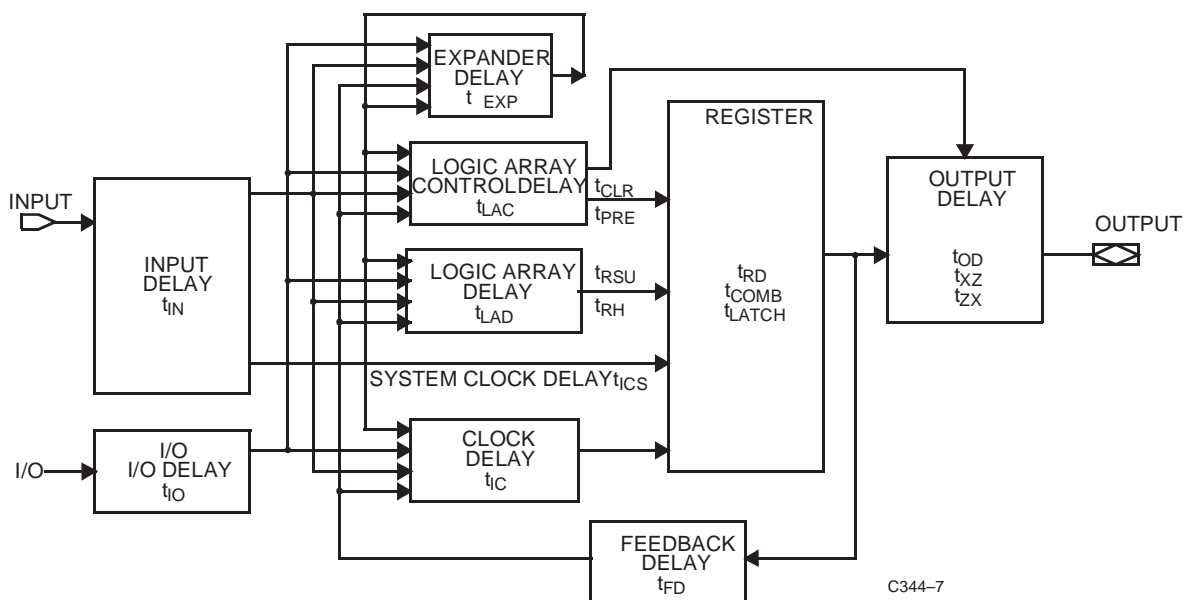 EXPANDER
DELAY
t EXP
REGISTER
LOGIC ARRAY
CONTROLDELAY
tLAC
tCLR
tPRE
OUTPUT
DELAY
tOD
tXZ
tZX
INPUT
OUTPUT
INPUT
DELAY
tIN
LOGIC ARRAY
DELAY
tLAD
tRSU
tRH
tRD
tCOMB
tLATCH
SYSTEM CLOCK DELAYtICS
I/O
I/O
I/O DELAY
tIO
CLOCK
DELAY
tIC
FEEDBACK
DELAY
tFD
C344–7